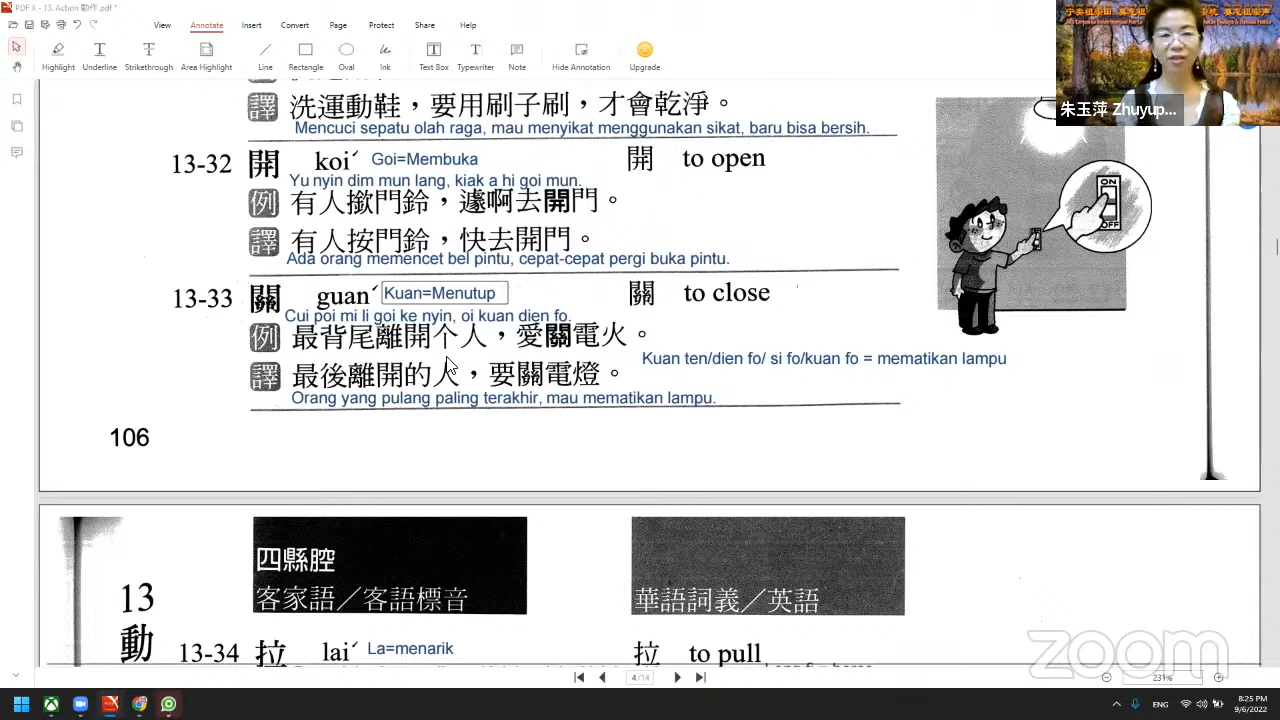 PDF X - 13. Action 動作.pdf *
View Annotate Insert Convert Page Protect Share Help
Highlight Underline Strikethrough Area Highlight Line Rectangle Oval Ink Text Box Typewriter Note Hide Annotation Upgrade
朱玉萍 Zhuyup...
譯 洗運動鞋，要用刷子刷，才會乾淨。
Mencuci sepatu olah raga, mau menyikat menggunakan sikat, baru bisa bersih.
13-32 開 koiˊ Goi=Membuka 開 to open
Yu nyin dim mun lang, kiak a hi goi mun.
例 有人撳門鈴，遽啊去開門。
譯 有人按門鈴，快去開門。
Ada orang memencet bel pintu, cepat-cepat pergi buka pintu.
ON
OFF
13-33 關 guanˊ Kuan=Menutup 關 to close
Cui poi mi li goi ke nyin, oi kuan dien fo.
例 最背尾離開个人，愛關電火。
Kuan ten/dien fo/ si fo/kuan fo = mematikan lampu
譯 最後離開的人，要關電燈。
Orang yang pulang paling terakhir, mau mematikan lampu.
106
四縣腔
客家語／客語標音 華語詞義／英語
13
動
13-34 拉 laiˊ La=menarik 拉 to pull
zoom
4/14
231%
ENG
8:25 PM
9/6/2022